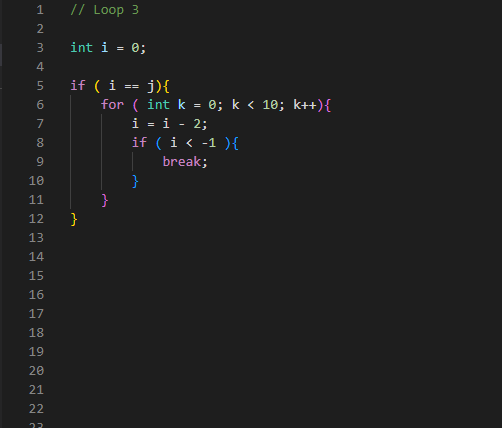 1 // Loop 3
2
3 int i = 0;
4
5 if ( i == j){
6 for ( int k = 0; k < 10; k++){
7 i = i - 2;
8 if ( i < -1 ){
9 break;
10 }
11 }
12 }
13
14
15
16
17
18
19
20
21
22
23